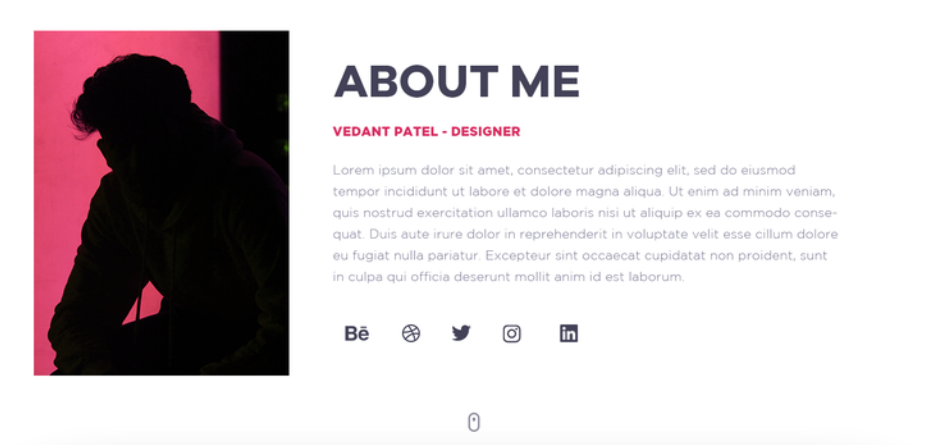 ABOUT ME
VEDANT PATEL - DESIGNER
Lorem ipsum dolor sit amet, consectetur adipiscing elit, sed do eiusmod
tempor incididunt ut labore et dolore magna aliqua. Ut enim ad minim veniam,
quis nostrud exercitation ullamco laboris nisi ut aliquip ex ea commodo conse-
quat. Duis aute irure dolor in reprehenderit in voluptate velit esse cillum dolore
eu fugiat nulla pariatur. Excepteur sint occaecat cupidatat non proident, sunt
in culpa qui officia deserunt mollit anim id est laborum.
Bē in